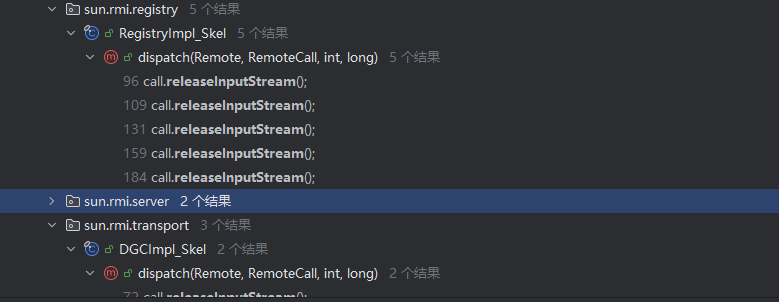 sun.rmi.registry 5 个结果
RegistryImpl_Skel 5 个结果
dispatch(Remote, RemoteCall, int, long) 5 个结果
96 call.releaseInputStream();
109 call.releaseInputStream();
131 call.releaseInputStream();
159 call.releaseInputStream();
184 call.releaseInputStream();
sun.rmi.server 2 个结果
sun.rmi.transport 3 个结果
DGCImpl_Skel 2 个结果
dispatch(Remote, RemoteCall, int, long) 2 个结果
call.releaseInputStream();